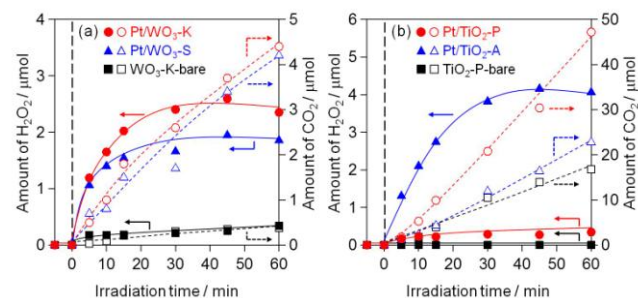 (a)
Pt/WO₃-K
Pt/WO₃-S
WO₃-K-bare
Amount of H₂O₂ / μmol
4
3
2
1
0
Amount of CO₂ / μmol
5
4
3
2
1
0
0 10 20 30 40 50 60
Irradiation time / min
(b)
Pt/TiO₂-P
Pt/TiO₂-A
TiO₂-P-bare
Amount of H₂O₂ / μmol
6
4
2
0
Amount of CO₂ / μmol
50
40
30
20
10
0
0 10 20 30 40 50 60
Irradiation time / min